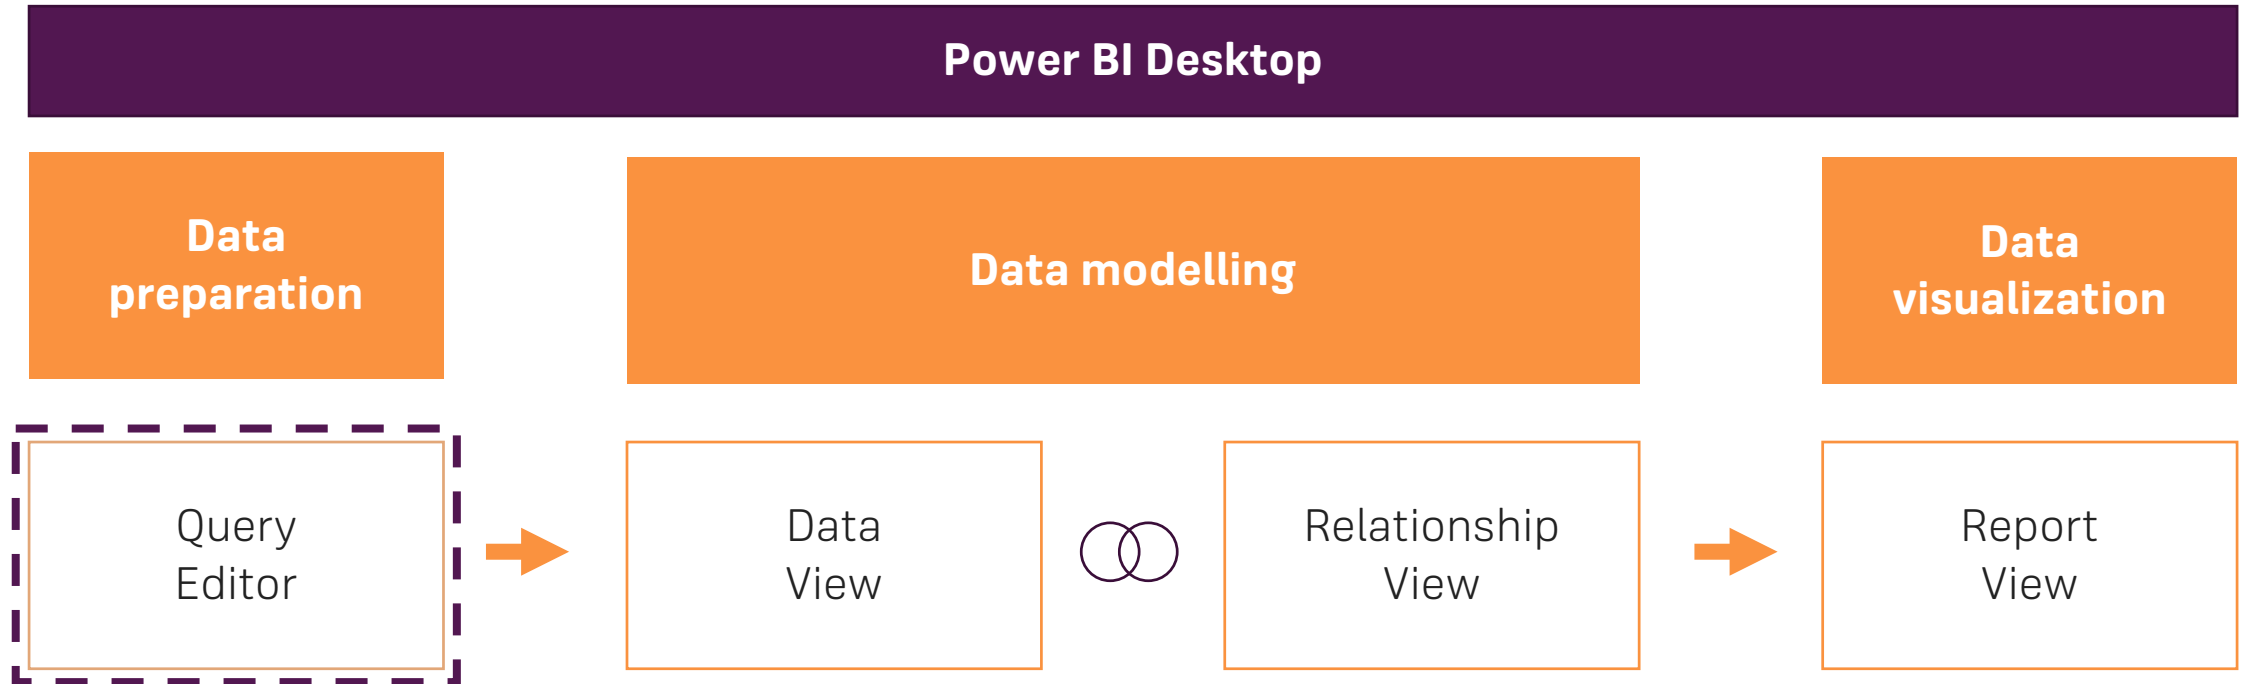 Power BI Desktop
Data
preparation
Data modelling
Data
visualization
Query
Editor
Data
View
Relationship
View
Report
View